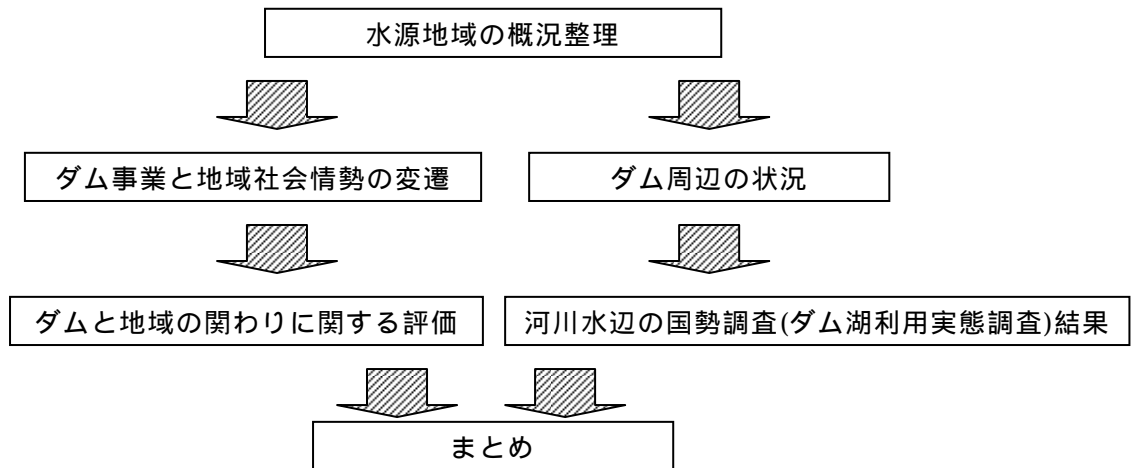 水源地域の概況整理
ダム事業と地域社会情勢の変遷
ダム周辺の状況
ダムと地域の関わりに関する評価
河川水辺の国勢調査(ダム湖利用実態調査)結果
まとめ